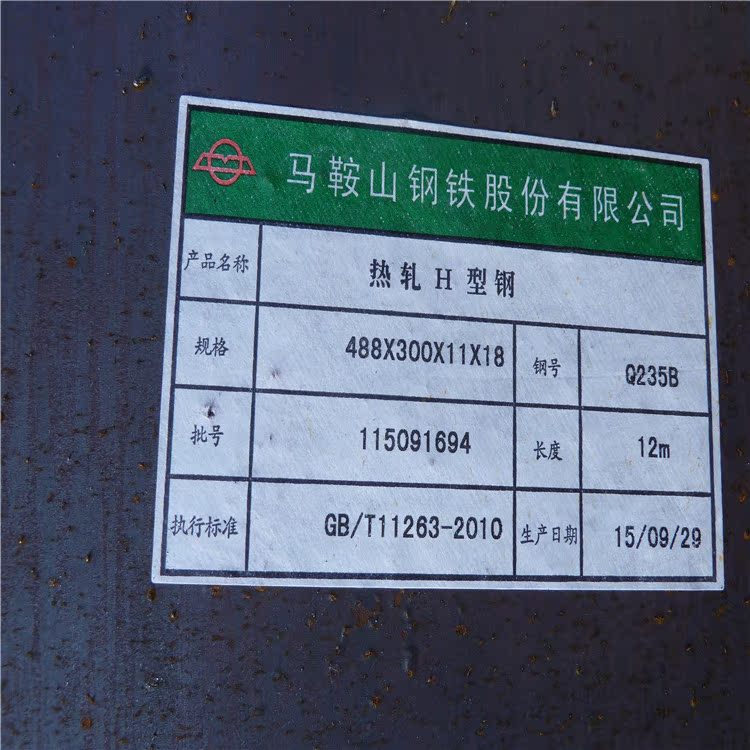 马鞍山钢铁股份有限公司
产品名称 热轧 H 型钢
规格 488X300X11X18 钢号 Q235B
批号 115091694 长度 12m
执行标准 GB/T11263-2010 生产日期 15/09/29